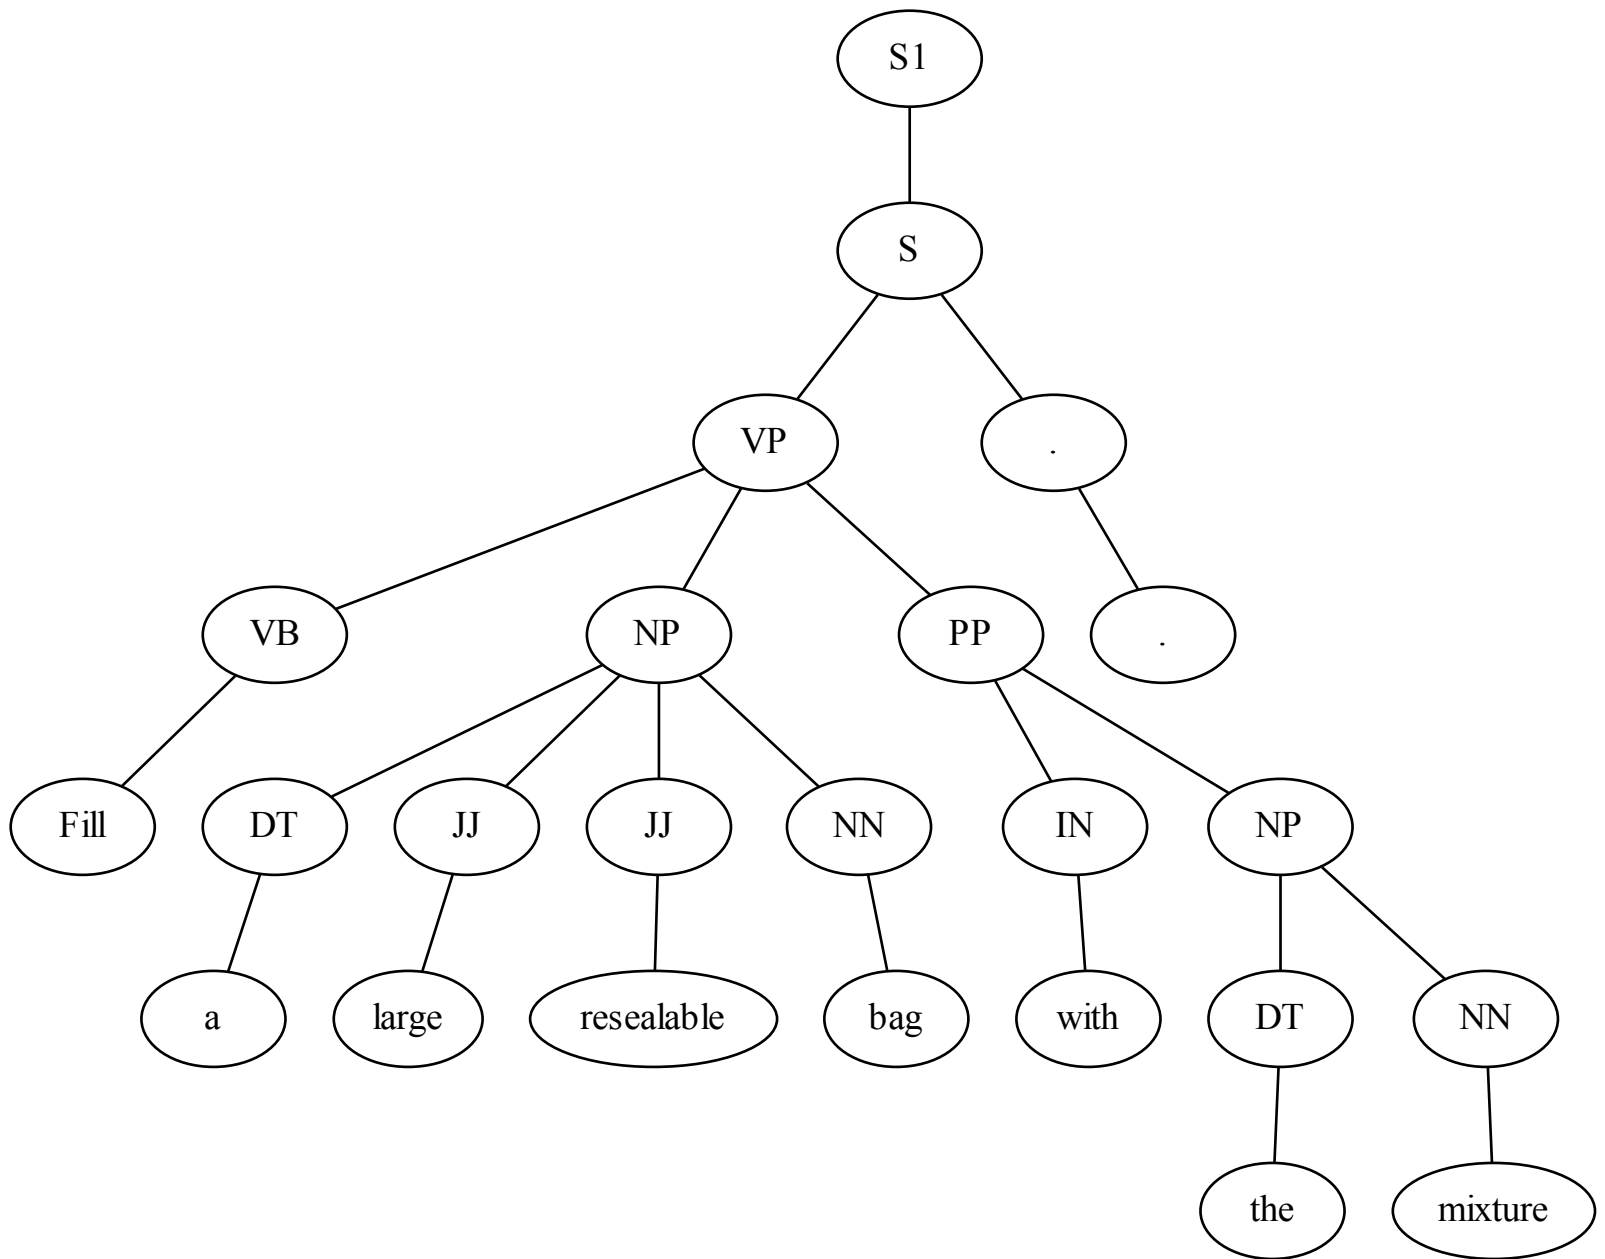 S1
S
VP .
VB NP PP .
Fill DT JJ JJ NN IN NP
a large resealable bag with DT NN
the mixture